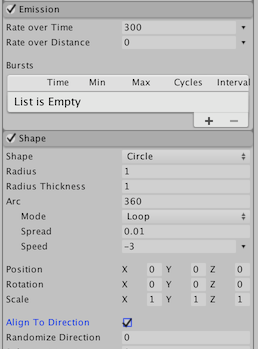 Emission
Rate over Time 300
Rate over Distance 0
Bursts
Time Min Max Cycles Interval
List is Empty
+ −
Shape
Shape Circle
Radius 1
Radius Thickness 1
Arc 360
Mode Loop
Spread 0.01
Speed -3
Position X 0 Y 0 Z 0
Rotation X 0 Y 0 Z 0
Scale X 1 Y 1 Z 1
Align To Direction
Randomize Direction 0